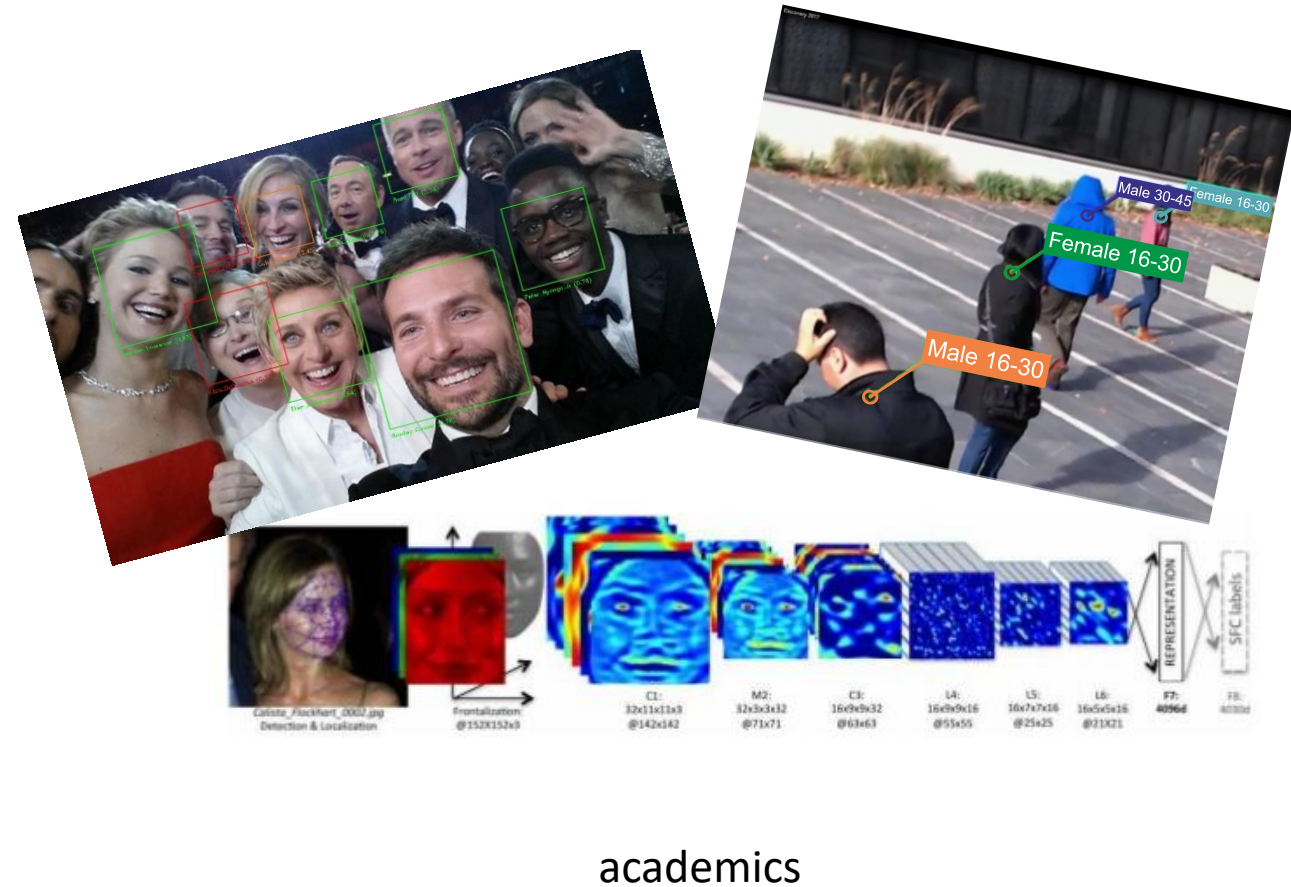 Elocovery 2017
Male 30-45
Female 16-30
Female 16-30
Male 16-30
REPRESENTATION
SFC labels
Calista_Flockhart_0002.jpg
Detection & Localization
Frontalization:
@152X152x3
C1:
32x11x11x3
@142x142
M2:
32x3x3x32
@71x71
C3:
16x9x9x32
@63x63
L4:
16x9x9x16
@55x55
L5:
16x7x7x16
@25x25
L6:
16x5x5x16
@21X21
F7:
4096d
F8:
4030d
academics